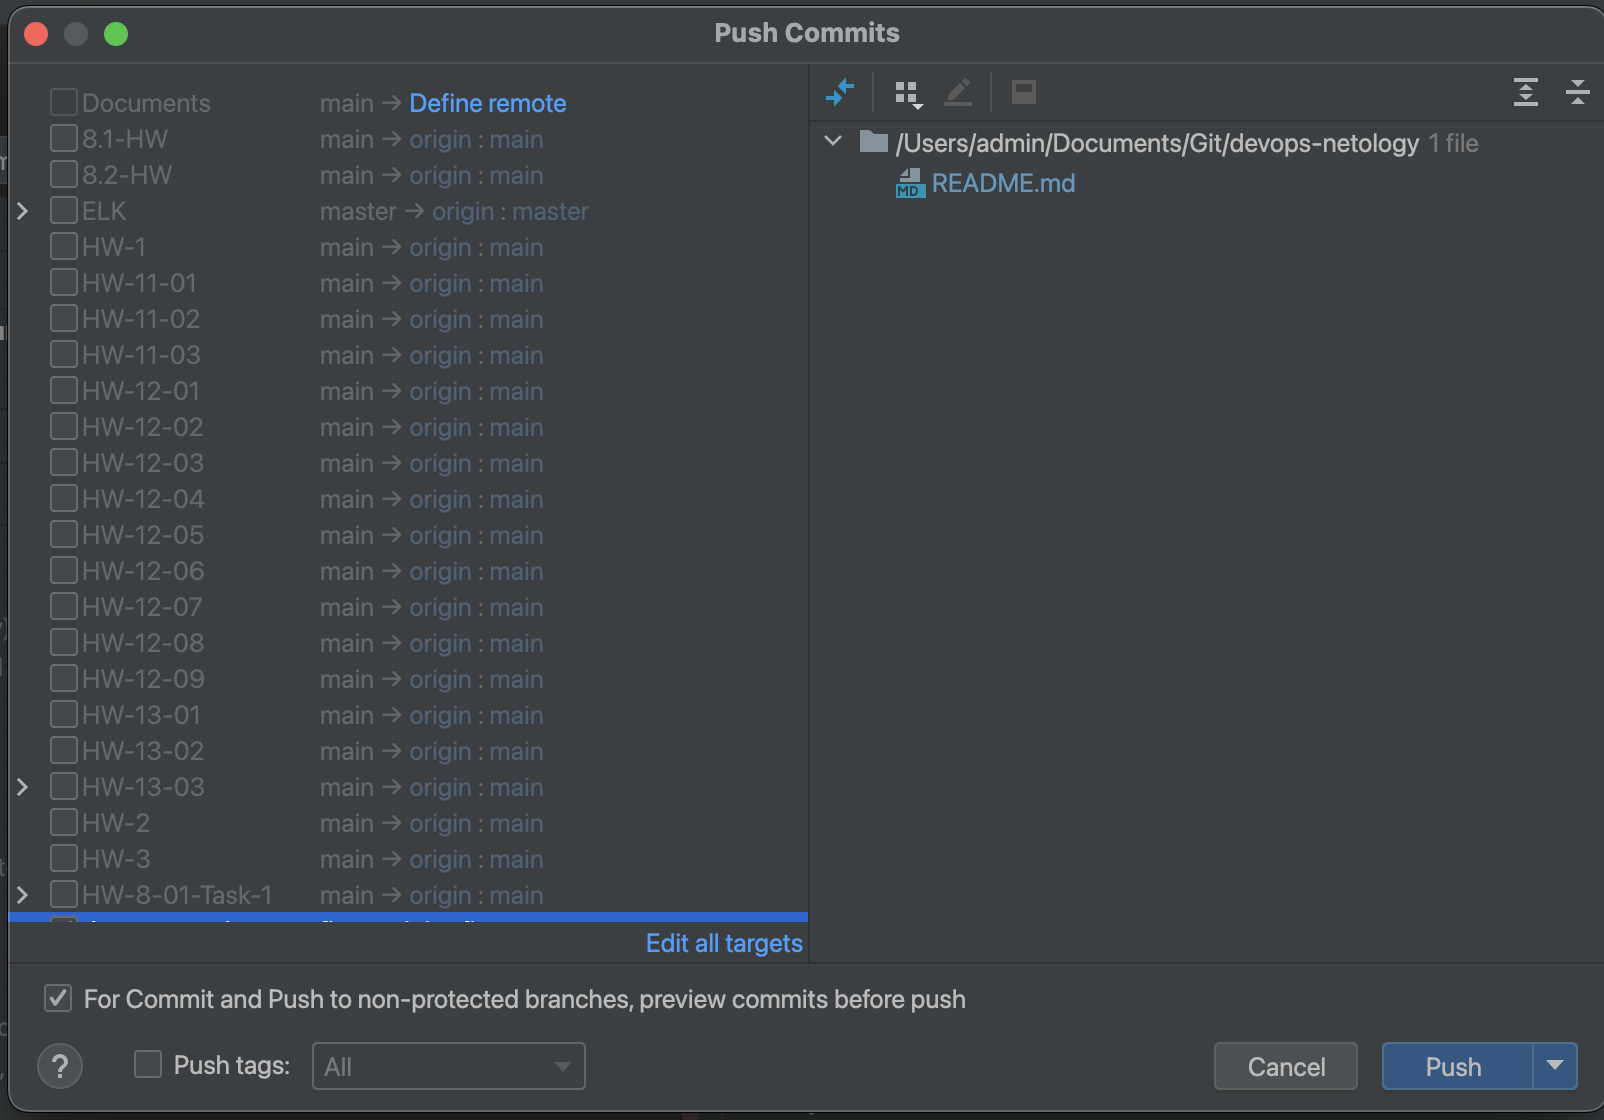 Push Commits
Documents main → Define remote
8.1-HW main → origin : main
8.2-HW main → origin : main
ELK master → origin : master
HW-1 main → origin : main
HW-11-01 main → origin : main
HW-11-02 main → origin : main
HW-11-03 main → origin : main
HW-12-01 main → origin : main
HW-12-02 main → origin : main
HW-12-03 main → origin : main
HW-12-04 main → origin : main
HW-12-05 main → origin : main
HW-12-06 main → origin : main
HW-12-07 main → origin : main
HW-12-08 main → origin : main
HW-12-09 main → origin : main
HW-13-01 main → origin : main
HW-13-02 main → origin : main
HW-13-03 main → origin : main
HW-2 main → origin : main
HW-3 main → origin : main
HW-8-01-Task-1 main → origin : main
Edit all targets
/Users/admin/Documents/Git/devops-netology 1 file
MD README.md
For Commit and Push to non-protected branches, preview commits before push
? Push tags: All
Cancel Push